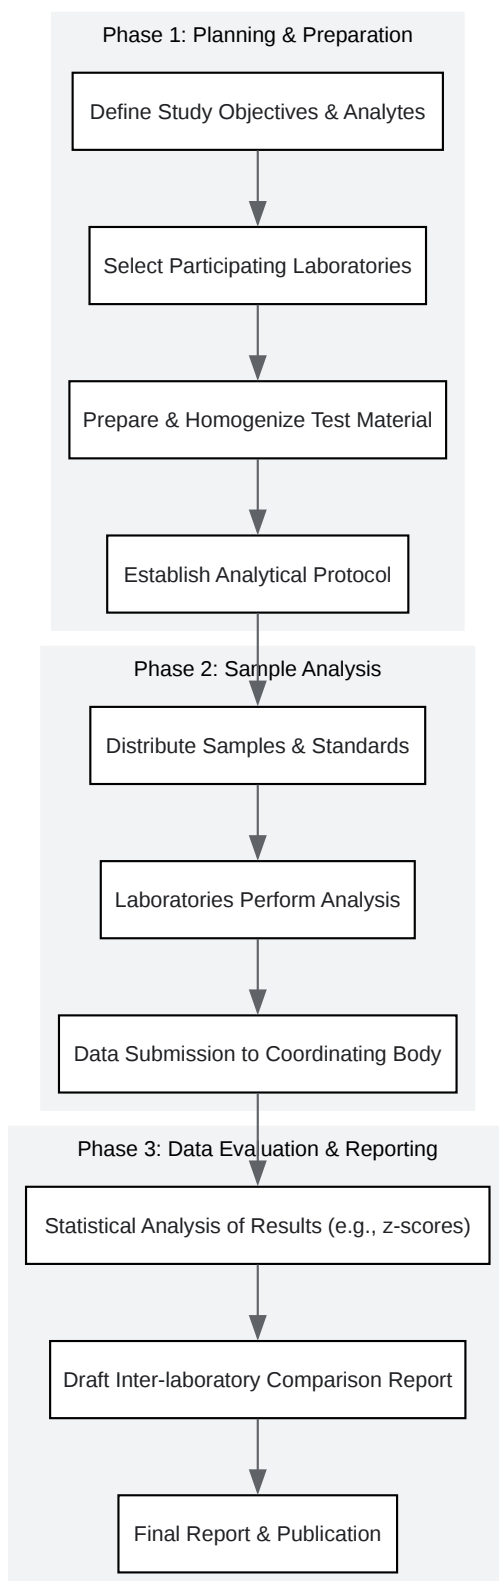 Phase 1: Planning & Preparation
Define Study Objectives & Analytes
Select Participating Laboratories
Prepare & Homogenize Test Material
Establish Analytical Protocol
Phase 2: Sample Analysis
Distribute Samples & Standards
Laboratories Perform Analysis
Data Submission to Coordinating Body
Phase 3: Data Evaluation & Reporting
Statistical Analysis of Results (e.g., z-scores)
Draft Inter-laboratory Comparison Report
Final Report & Publication